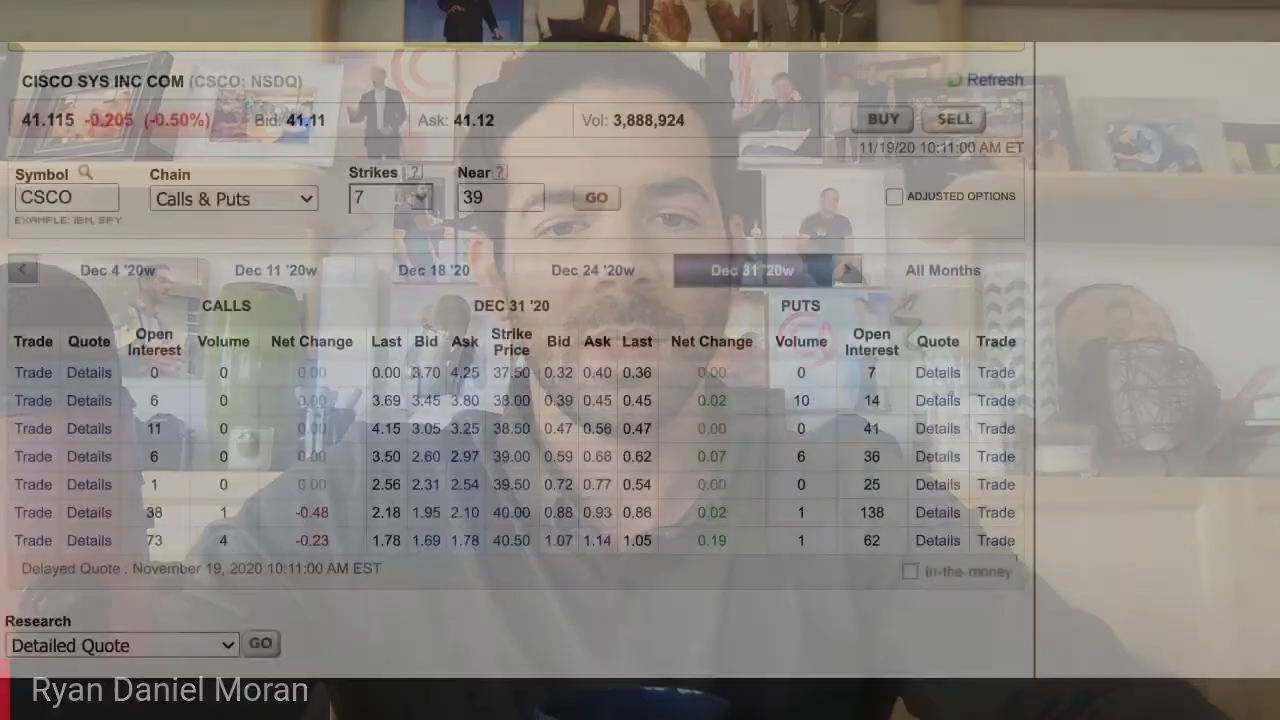 CISCO SYS INC COM (CSCO: NSDQ)
Refresh
41.115 -0.205 (-0.50%) Bid: 41.11 Ask: 41.12 Vol: 3,888,924 BUY SELL
11/19/20 10:11:00 AM ET
Symbol Chain Strikes ? Near ?
CSCO Calls & Puts 7 39 GO ADJUSTED OPTIONS
EXAMPLE: IBM, SPY
Dec 4 '20w Dec 11 '20w Dec 18 '20 Dec 24 '20w Dec 31 '20w All Months
CALLS DEC 31 '20 PUTS
Trade Quote Open Interest Volume Net Change Last Bid Ask Strike Price Bid Ask Last Net Change Volume Open Interest Quote Trade
Trade Details 0 0 0.00 0.00 3.70 4.25 37.50 0.32 0.40 0.36 0.00 0 7 Details Trade
Trade Details 6 0 0.00 3.69 3.45 3.80 38.00 0.39 0.45 0.45 0.02 10 14 Details Trade
Trade Details 11 0 0.00 4.15 3.05 3.25 38.50 0.47 0.56 0.47 0.00 0 41 Details Trade
Trade Details 6 0 0.00 3.50 2.60 2.97 39.00 0.59 0.66 0.62 0.07 6 36 Details Trade
Trade Details 1 0 0.00 2.56 2.31 2.54 39.50 0.72 0.77 0.54 0.00 0 25 Details Trade
Trade Details 38 1 -0.48 2.18 1.95 2.10 40.00 0.88 0.93 0.86 0.02 1 138 Details Trade
Trade Details 73 4 -0.23 1.78 1.69 1.78 40.50 1.07 1.14 1.05 0.19 1 62 Details Trade
Delayed Quote . November 19, 2020 10:11:00 AM EST In-the-money
Research
Detailed Quote GO
Ryan Daniel Moran